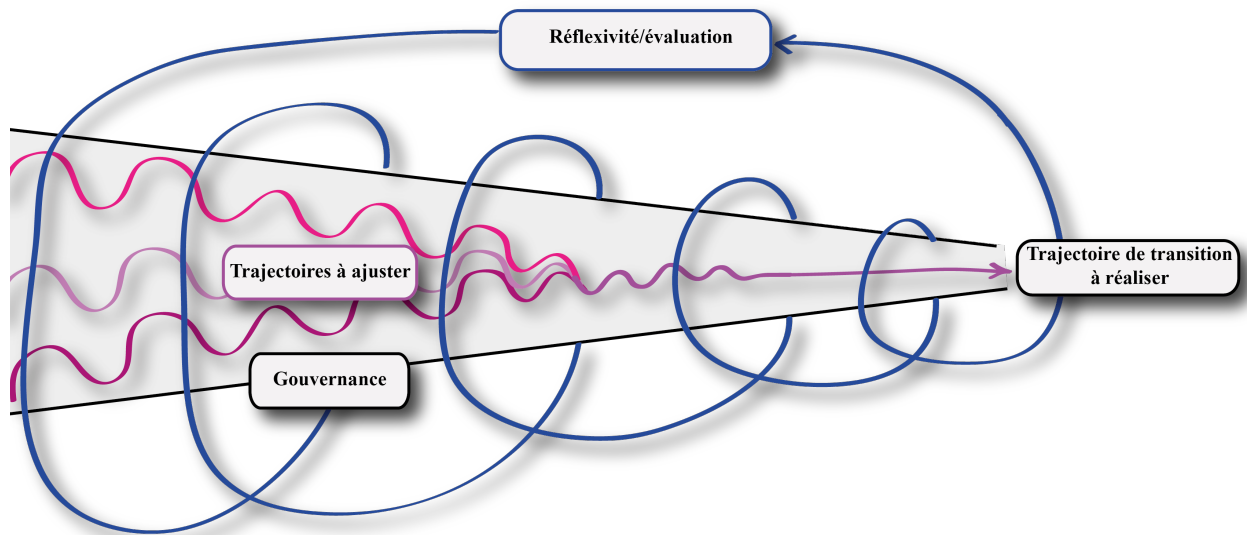 Réflexivité/évaluation
Trajectoires à ajuster
Trajectoire de transition
à réaliser
Gouvernance